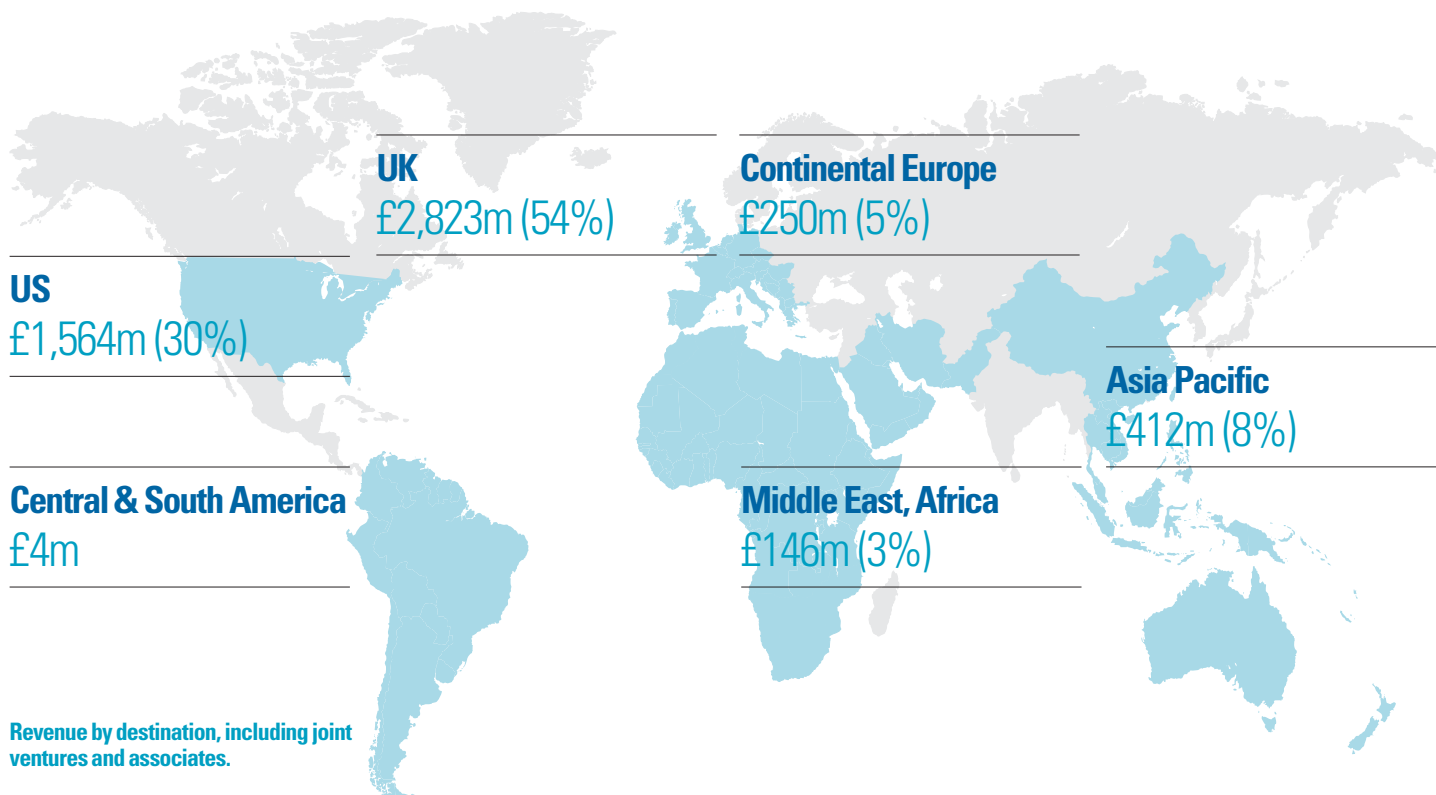 UK
£2,823m (54%)
Continental Europe
£250m (5%)
US
£1,564m (30%)
Asia Pacific
£412m (8%)
Central & South America
£4m
Middle East, Africa
£146m (3%)
Revenue by destination, including joint
ventures and associates.